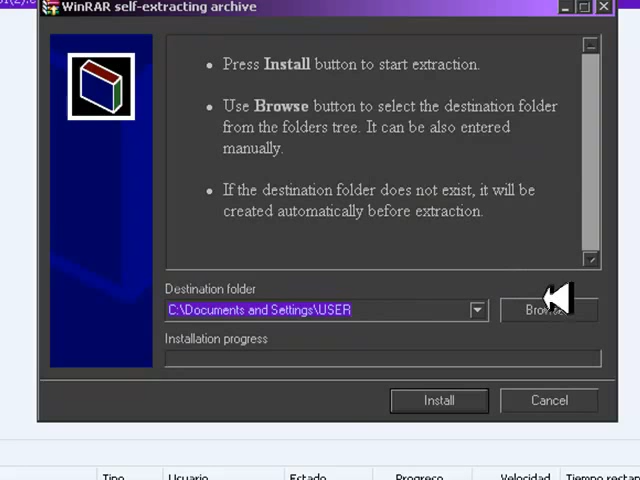 WinRAR self-extracting archive
Press Install button to start extraction.
Use Browse button to select the destination folder
from the folders tree. It can be also entered
manually.
If the destination folder does not exist, it will be
created automatically before extraction.
Destination folder
C:\Documents and Settings\USER
Installation progress
Install
Cancel
Tipo
Usuario
Estado
Progreso
Velocidad